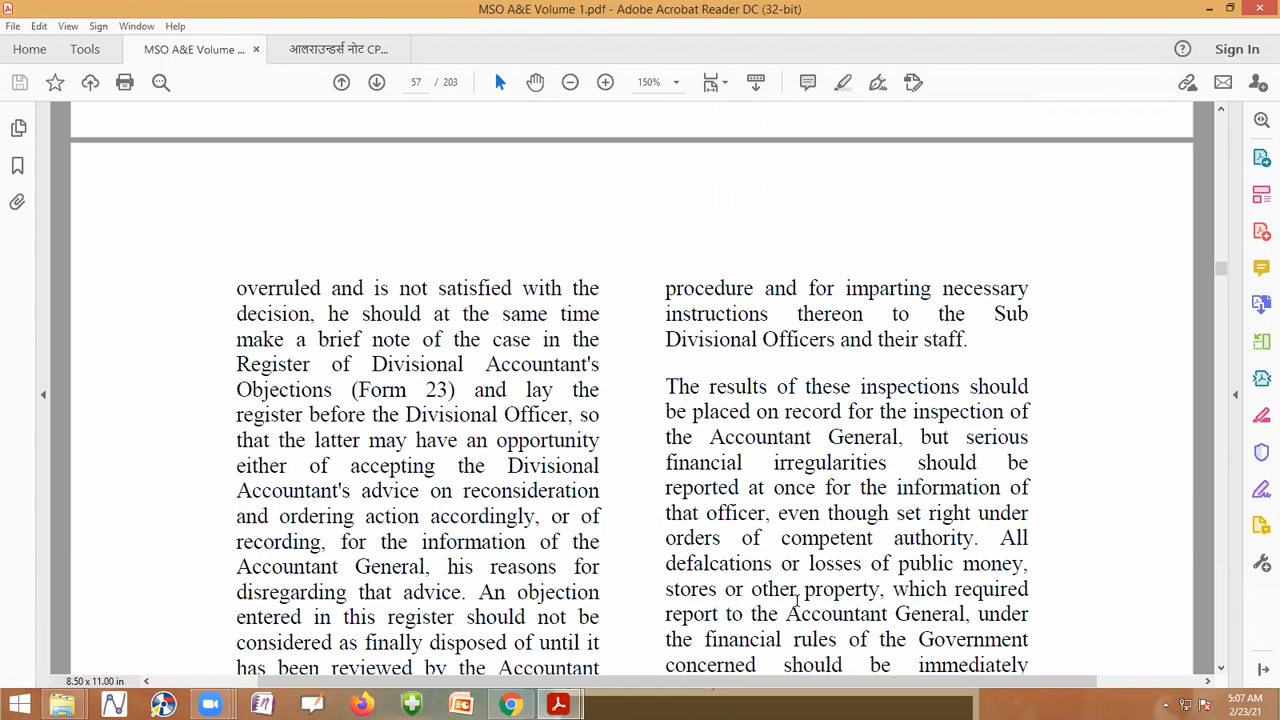 MSO A&E Volume 1.pdf - Adobe Acrobat Reader DC (32-bit)
File Edit View Sign Window Help
Home Tools MSO A&E Volume ... × आलराउन्डर्स नोट CP... Sign In
57 / 203 150%
overruled and is not satisfied with the
decision, he should at the same time
make a brief note of the case in the
Register of Divisional Accountant's
Objections (Form 23) and lay the
register before the Divisional Officer, so
that the latter may have an opportunity
either of accepting the Divisional
Accountant's advice on reconsideration
and ordering action accordingly, or of
recording, for the information of the
Accountant General, his reasons for
disregarding that advice. An objection
entered in this register should not be
considered as finally disposed of until it
has been reviewed by the Accountant
procedure and for imparting necessary
instructions thereon to the Sub
Divisional Officers and their staff.
The results of these inspections should
be placed on record for the inspection of
the Accountant General, but serious
financial irregularities should be
reported at once for the information of
that officer, even though set right under
orders of competent authority. All
defalcations or losses of public money,
stores or other property, which required
report to the Accountant General, under
the financial rules of the Government
concerned should be immediately
8.50 x 11.00 in
5:07 AM
2/23/21